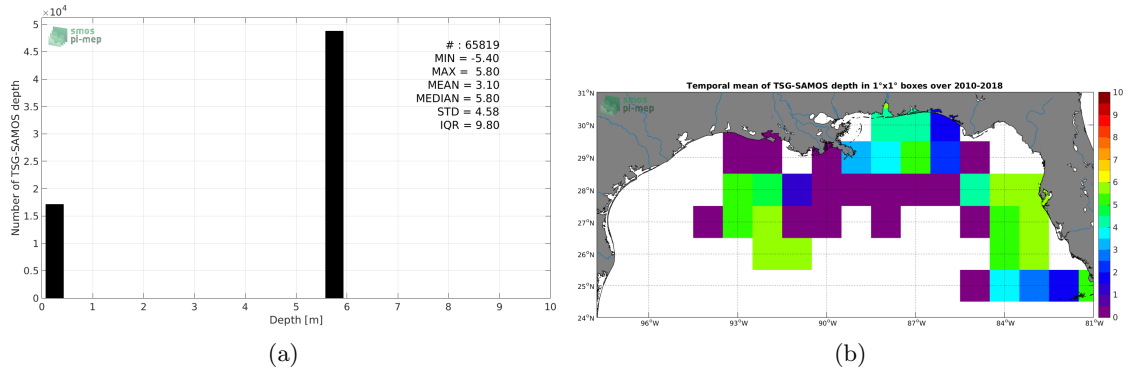 ×10⁴
5
4.5
4
3.5
3
2.5
2
1.5
1
0.5
0
Number of TSG-SAMOS depth
smos
pi-mep
# : 65819
MIN = -5.40
MAX = 5.80
MEAN = 3.10
MEDIAN = 5.80
STD = 4.58
IQR = 9.80
0 1 2 3 4 5 6 7 8 9 10
Depth [m]
(a)
Temporal mean of TSG-SAMOS depth in 1°x1° boxes over 2010-2018
smos
pi-mep
31°N
30°N
29°N
28°N
27°N
26°N
25°N
24°N
96°W 93°W 90°W 87°W 84°W 81°W
10
9
8
7
6
5
4
3
2
1
0
(b)